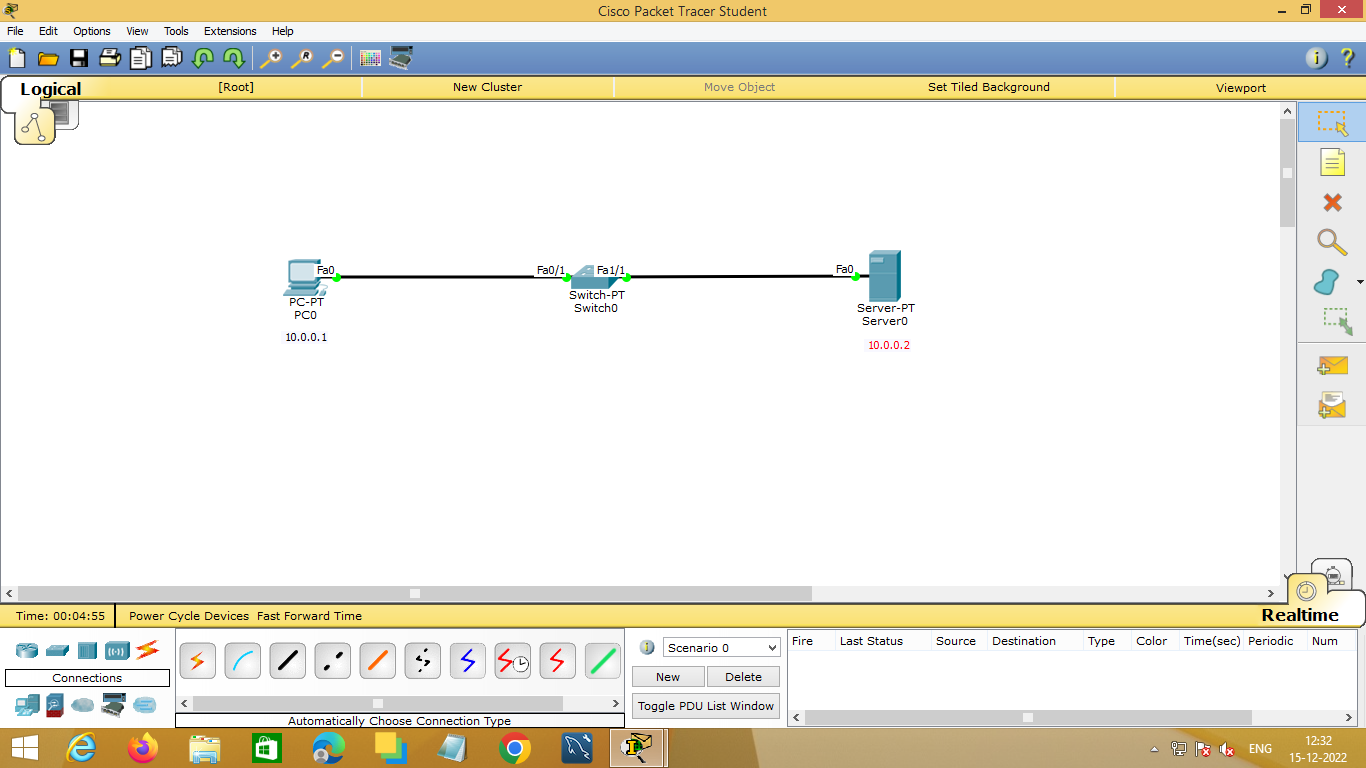 Cisco Packet Tracer Student
File Edit Options View Tools Extensions Help
Logical [Root] New Cluster Move Object Set Tiled Background Viewport
Fa0 Fa0/1 Fa1/1 Fa0
PC-PT
PC0
10.0.0.1
Switch-PT
Switch0
Server-PT
Server0
10.0.0.2
Realtime
Time: 00:04:55 Power Cycle Devices Fast Forward Time
Connections
Automatically Choose Connection Type
Scenario 0
New Delete
Toggle PDU List Window
Fire Last Status Source Destination Type Color Time(sec) Periodic Num
ENG
12:32
15-12-2022